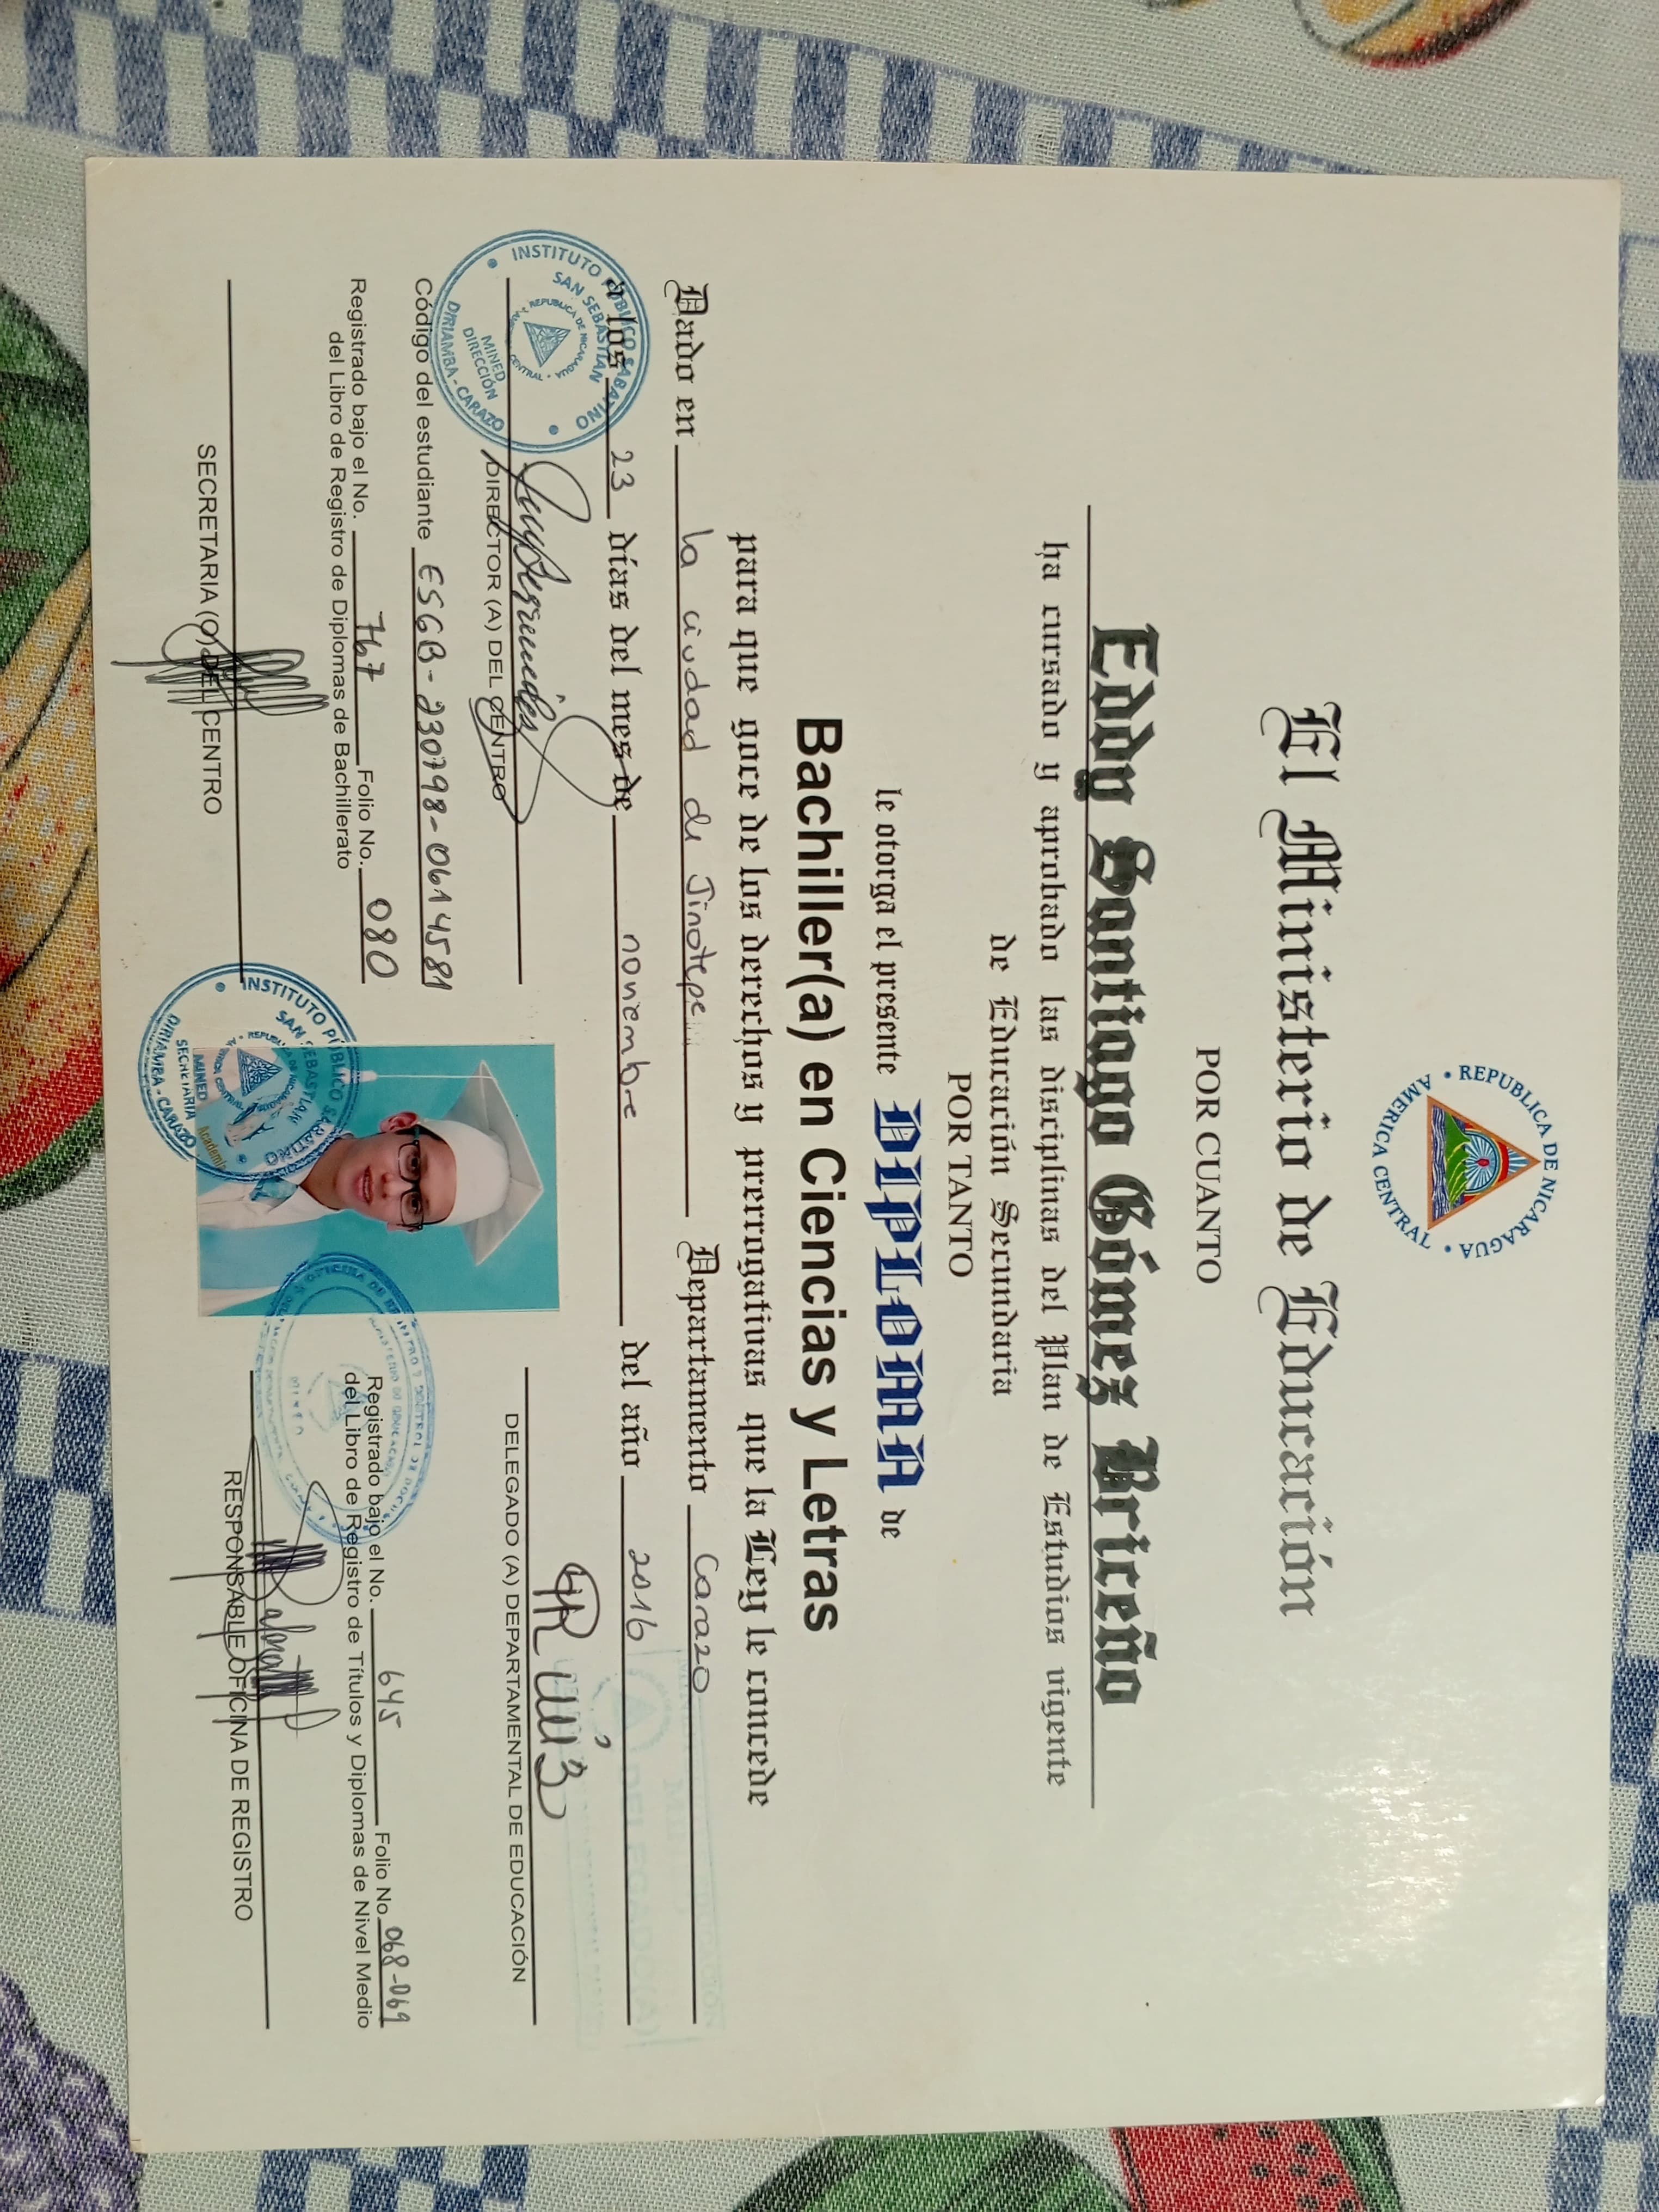 REPUBLICA DE NICARAGUA
AMERICA CENTRAL
El Ministerio de Educación
POR CUANTO
Eddy Santiago Gómez Briceño
ha cursado y aprobado las disciplinas del Plan de Estudios vigente
de Educación Secundaria
POR TANTO
le otorga el presente DIPLOMA de
Bachiller(a) en Ciencias y Letras
para que goce de los derechos y prerrogativas que la Ley le concede
Dado en la ciudad de Jinotepe Departamento Carazo
a los 23 días del mes de noviembre del año 2016
INSTITUTO PÚBLICO SABATINO
SAN SEBASTIAN
REPUBLICA DE NICARAGUA
AMERICA CENTRAL
MINED
DIRECCIÓN
DIRIAMBA - CARAZO
DIRECTOR (A) DEL CENTRO
DELEGADO (A) DEPARTAMENTAL DE EDUCACIÓN
Código del estudiante ESGB-230798-0614581
Registrado bajo el No. 767 Folio No. 080
del Libro de Registro de Diplomas de Bachillerato
Registrado bajo el No. 645 Folio No. 068-069
del Libro de Registro de Títulos y Diplomas de Nivel Medio
INSTITUTO PÚBLICO SABATINO
SAN SEBASTIAN
MINED
SECRETARIA
DIRIAMBA - CARAZO
Academia
MINED
SECRETARIA (O) DEL CENTRO
RESPONSABLE OFICINA DE REGISTRO